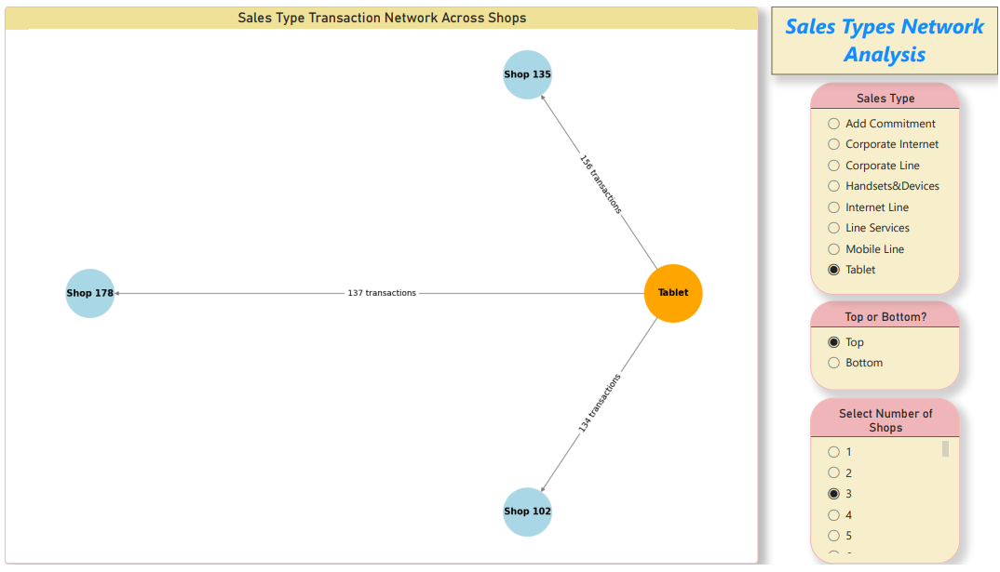 Sales Type Transaction Network Across Shops
Sales Types Network
Analysis
Shop 135
156 transactions
Shop 178
137 transactions
Tablet
134 transactions
Shop 102
Sales Type
Add Commitment
Corporate Internet
Corporate Line
Handsets&Devices
Internet Line
Line Services
Mobile Line
Tablet
Top or Bottom?
Top
Bottom
Select Number of
Shops
1
2
3
4
5